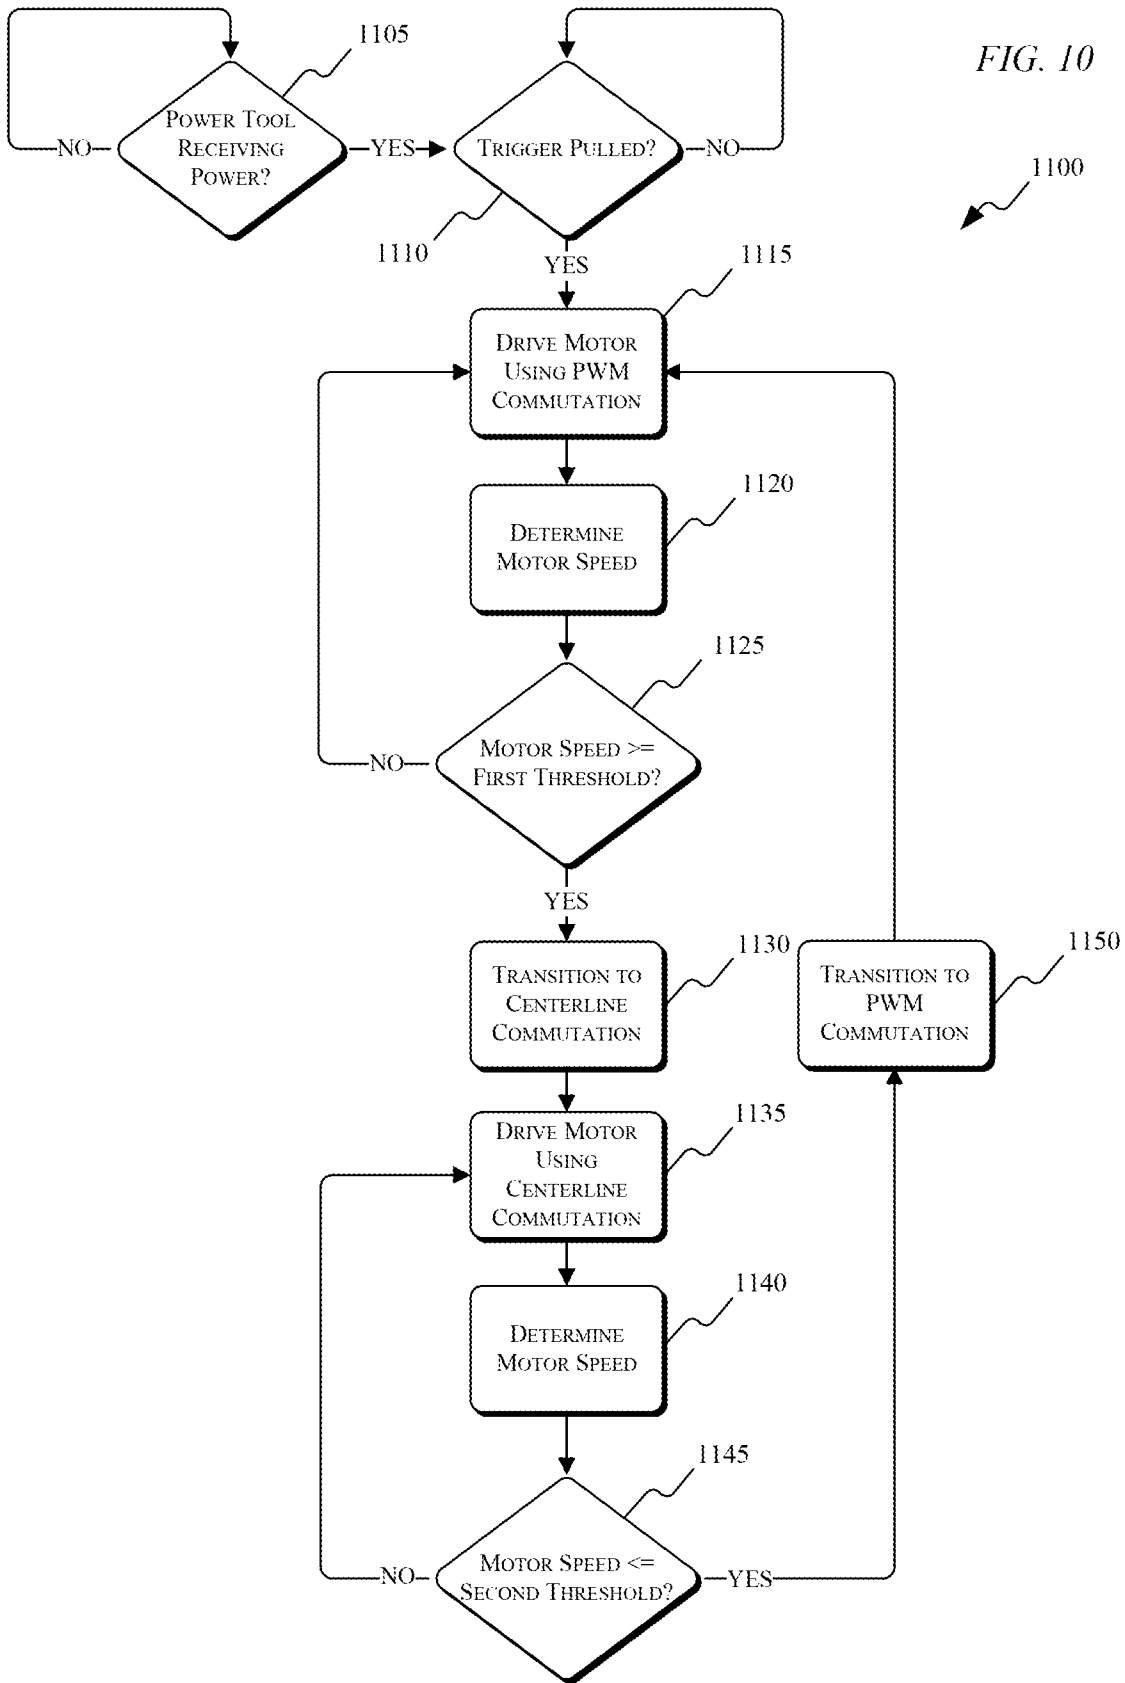 FIG. 10
1100
1105
POWER TOOL
RECEIVING
POWER?
NO
YES
TRIGGER PULLED?
NO
1110
YES
1115
DRIVE MOTOR
USING PWM
COMMUTATION
1120
DETERMINE
MOTOR SPEED
1125
MOTOR SPEED >=
FIRST THRESHOLD?
NO
YES
1130
TRANSITION TO
CENTERLINE
COMMUTATION
1150
TRANSITION TO
PWM
COMMUTATION
1135
DRIVE MOTOR
USING
CENTERLINE
COMMUTATION
1140
DETERMINE
MOTOR SPEED
1145
MOTOR SPEED <=
SECOND THRESHOLD?
NO
YES